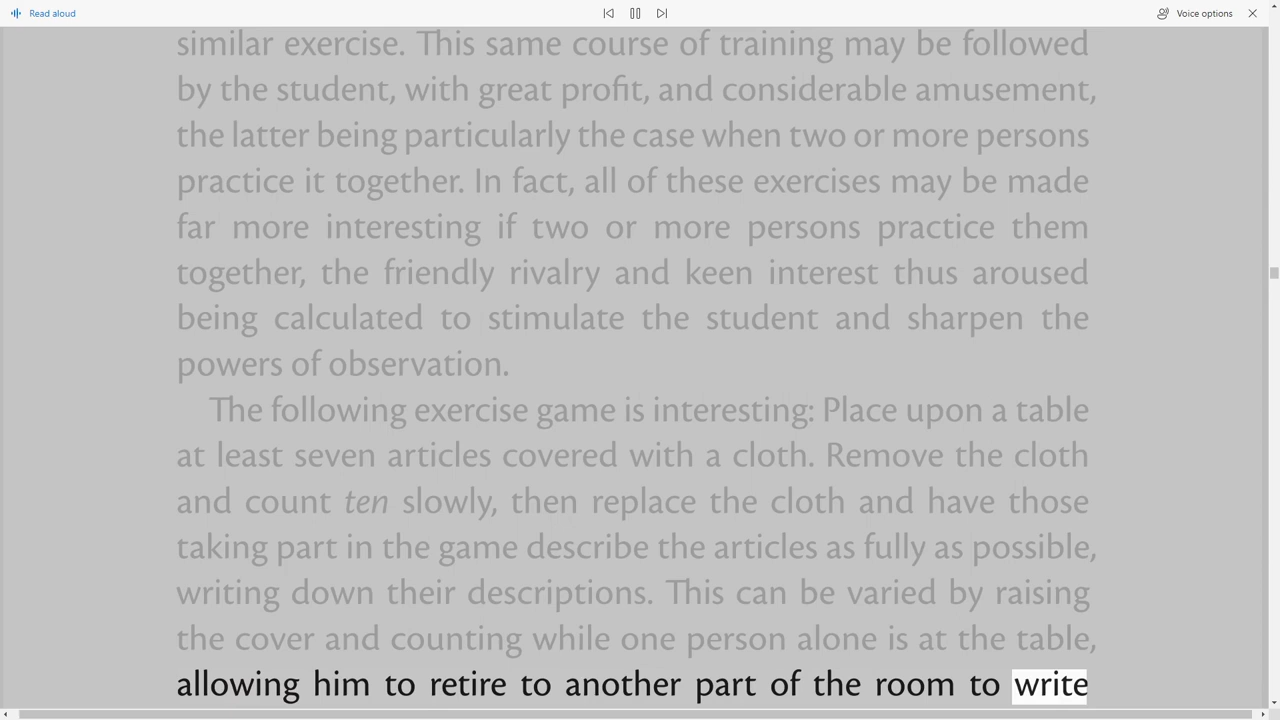 Read aloud
Voice options
similar exercise. This same course of training may be followed
by the student, with great profit, and considerable amusement,
the latter being particularly the case when two or more persons
practice it together. In fact, all of these exercises may be made
far more interesting if two or more persons practice them
together, the friendly rivalry and keen interest thus aroused
being calculated to stimulate the student and sharpen the
powers of observation.
The following exercise game is interesting: Place upon a table
at least seven articles covered with a cloth. Remove the cloth
and count ten slowly, then replace the cloth and have those
taking part in the game describe the articles as fully as possible,
writing down their descriptions. This can be varied by raising
the cover and counting while one person alone is at the table,
allowing him to retire to another part of the room to write